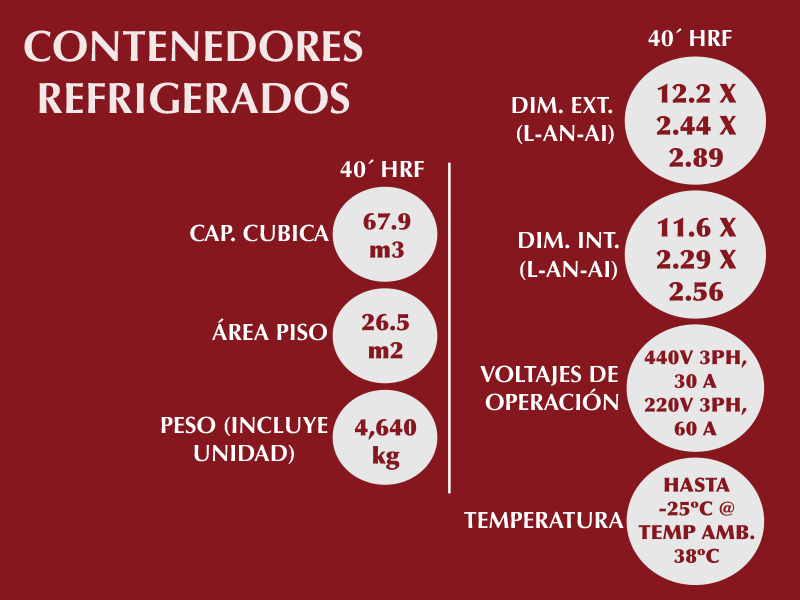 CONTENEDORES
REFRIGERADOS
40´ HRF
CAP. CUBICA
67.9
m3
ÁREA PISO
26.5
m2
PESO (INCLUYE
UNIDAD)
4,640
kg
40´ HRF
DIM. EXT.
(L-AN-AI)
12.2 X
2.44 X
2.89
DIM. INT.
(L-AN-AI)
11.6 X
2.29 X
2.56
VOLTAJES DE
OPERACIÓN
440V 3PH,
30 A
220V 3PH,
60 A
TEMPERATURA
HASTA
-25ºC @
TEMP AMB.
38ºC